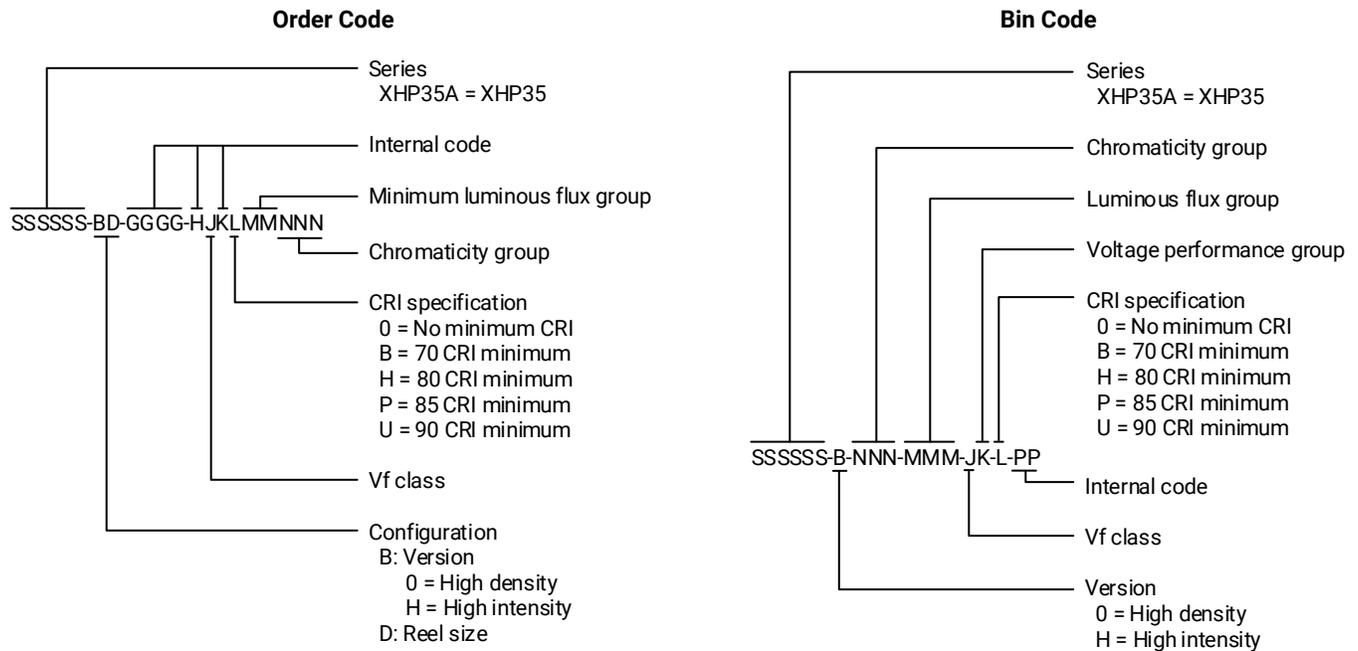 Order Code
Series
XHP35A = XHP35
Internal code
Minimum luminous flux group
SSSSSS-BD-GGGG-HJKLMMNNN
Chromaticity group
CRI specification
0 = No minimum CRI
B = 70 CRI minimum
H = 80 CRI minimum
P = 85 CRI minimum
U = 90 CRI minimum
Vf class
Configuration
B: Version
0 = High density
H = High intensity
D: Reel size
Bin Code
Series
XHP35A = XHP35
Chromaticity group
Luminous flux group
Voltage performance group
CRI specification
0 = No minimum CRI
B = 70 CRI minimum
H = 80 CRI minimum
P = 85 CRI minimum
U = 90 CRI minimum
SSSSSS-B-NNN-MMM-JK-L-PP
Internal code
Vf class
Version
0 = High density
H = High intensity